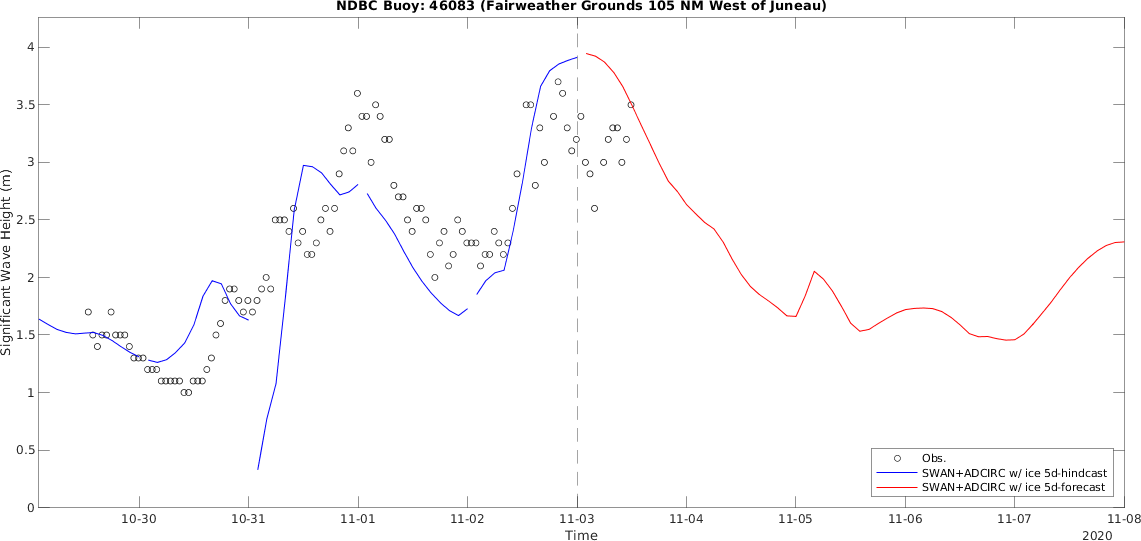 NDBC Buoy: 46083 (Fairweather Grounds 105 NM West of Juneau)
4
3.5
3
2.5
2
1.5
1
0.5
0
Significant Wave Height (m)
Obs.
SWAN+ADCIRC w/ ice 5d-hindcast
SWAN+ADCIRC w/ ice 5d-forecast
10-30 10-31 11-01 11-02 11-03 11-04 11-05 11-06 11-07 11-08
Time
2020